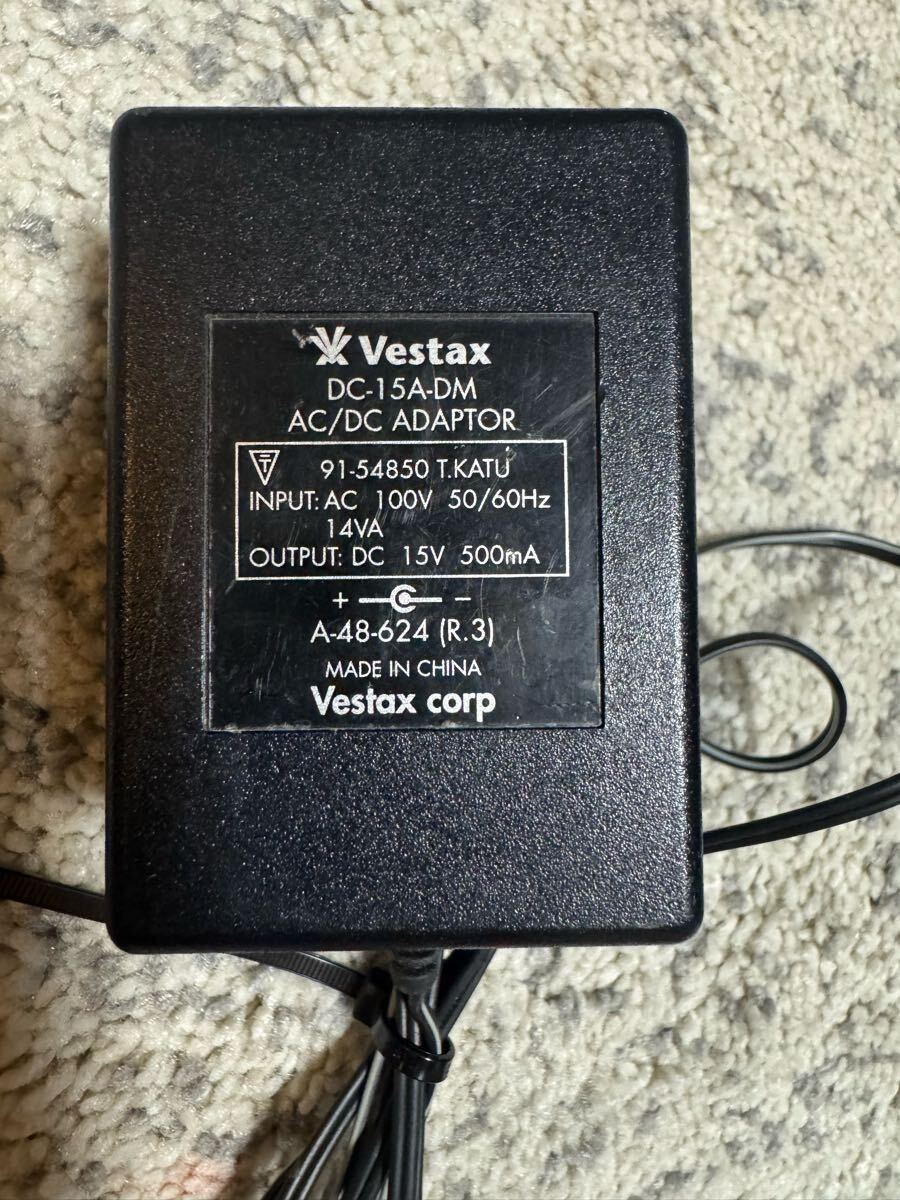 Vestax
DC-15A-DM
AC/DC ADAPTOR
91-54850 T.KATU
INPUT: AC 100V 50/60Hz
14VA
OUTPUT: DC 15V 500mA
+ −
A-48-624 (R.3)
MADE IN CHINA
Vestax corp